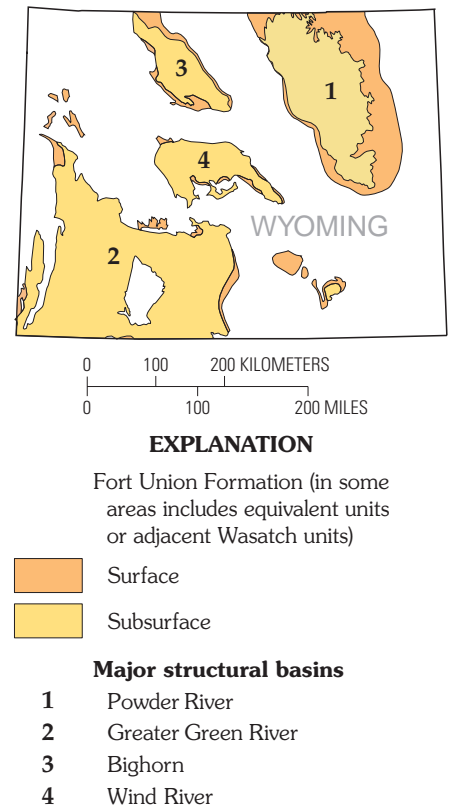 3
1
4
WYOMING
2
0 100 200 KILOMETERS
0 100 200 MILES
EXPLANATION
Fort Union Formation (in some
areas includes equivalent units
or adjacent Wasatch units)
Surface
Subsurface
Major structural basins
1 Powder River
2 Greater Green River
3 Bighorn
4 Wind River